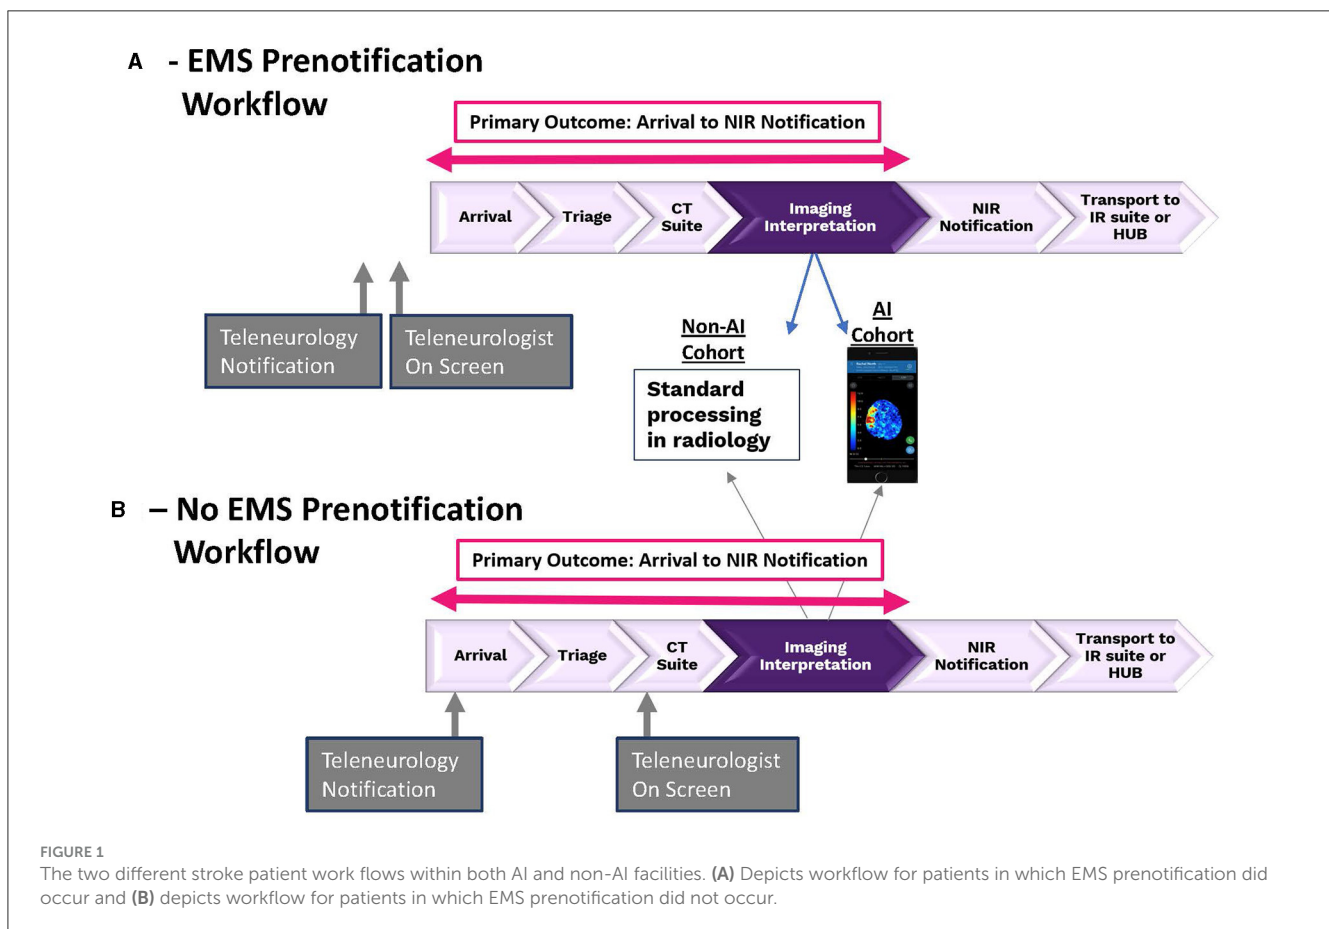 A - EMS Prenotification
Workflow
Primary Outcome: Arrival to NIR Notification
Arrival
Triage
CT
Suite
Imaging
Interpretation
NIR
Notification
Transport to
IR suite or
HUB
Teleneurology
Notification
Teleneurologist
On Screen
Non-AI
Cohort
Standard
processing
in radiology
AI
Cohort
B – No EMS Prenotification
Workflow
Primary Outcome: Arrival to NIR Notification
Arrival
Triage
CT
Suite
Imaging
Interpretation
NIR
Notification
Transport to
IR suite or
HUB
Teleneurology
Notification
Teleneurologist
On Screen
FIGURE 1
The two different stroke patient work flows within both AI and non-AI facilities. (A) Depicts workflow for patients in which EMS prenotification did
occur and (B) depicts workflow for patients in which EMS prenotification did not occur.